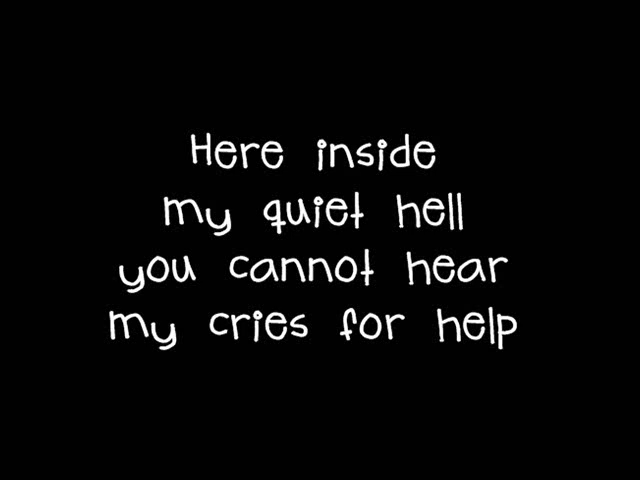 Here inside
my quiet hell
you cannot hear
my cries for help